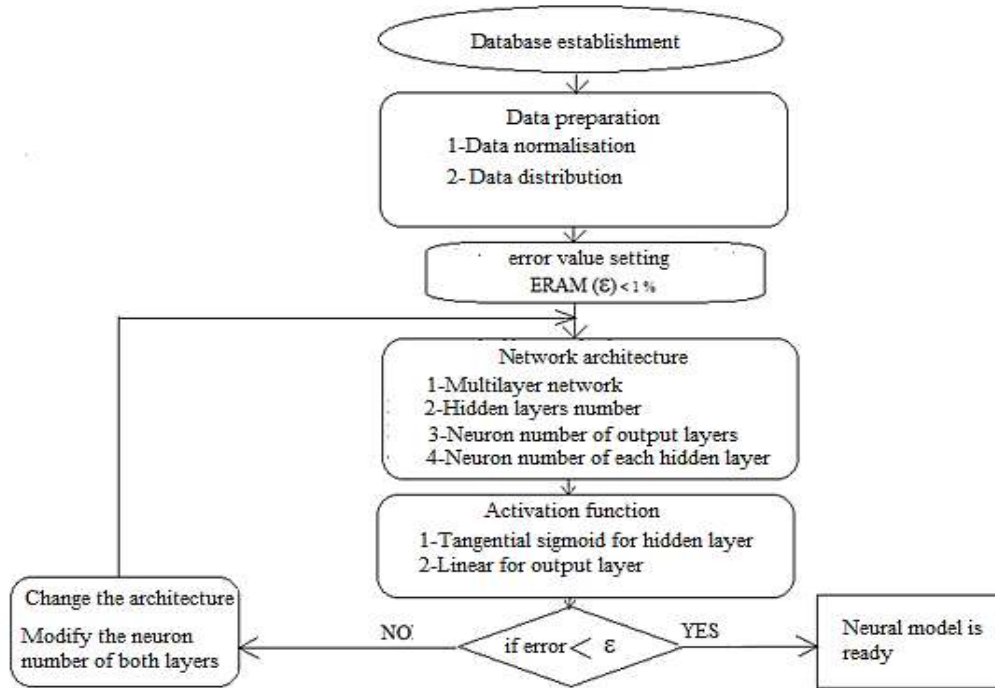 Database establishment
Data preparation
1-Data normalisation
2- Data distribution
error value setting
ERAM (ε) < 1 %
Network architecture
1-Multilayer network
2-Hidden layers number
3-Neuron number of output layers
4-Neuron number of each hidden layer
Activation function
1-Tangential sigmoid for hidden layer
2-Linear for output layer
Change the architecture
Modify the neuron
number of both layers
NO
if error < ε
YES
Neural model is
ready